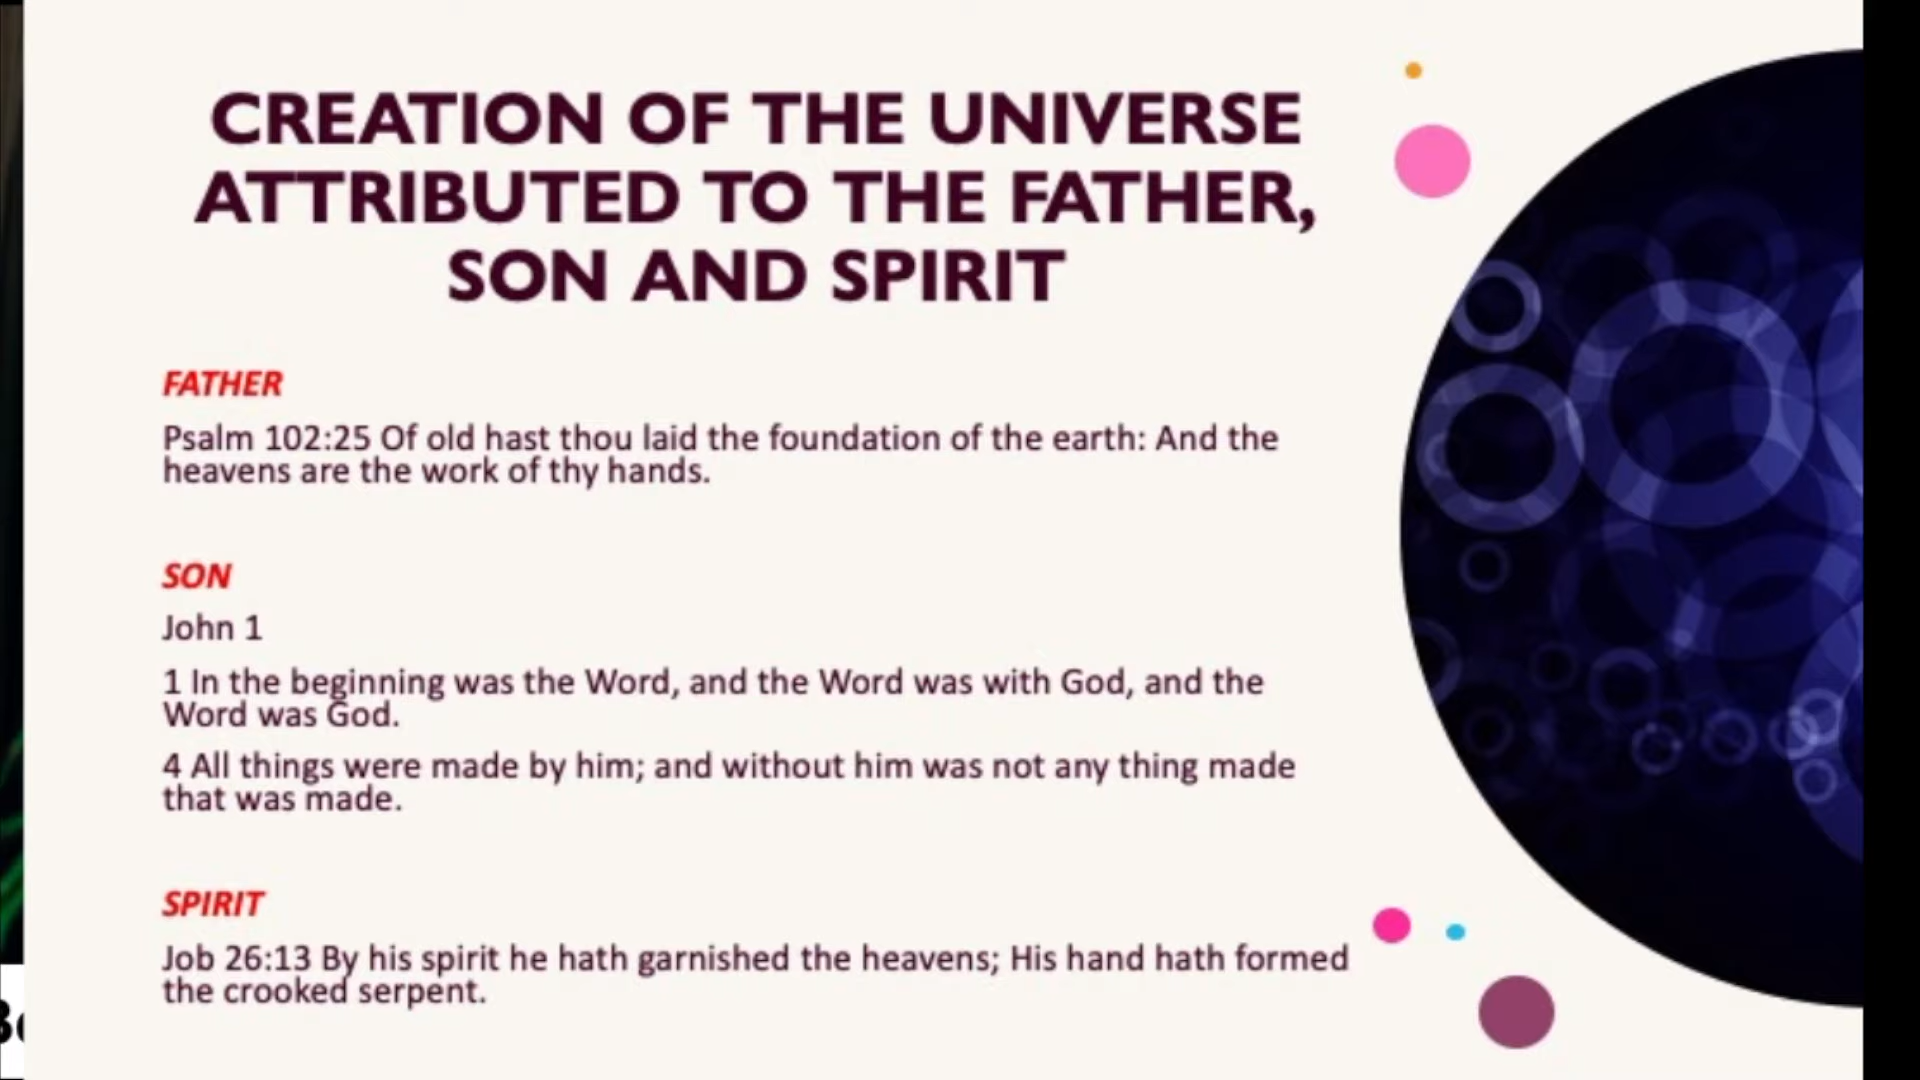 CREATION OF THE UNIVERSE
ATTRIBUTED TO THE FATHER,
SON AND SPIRIT
FATHER
Psalm 102:25 Of old hast thou laid the foundation of the earth: And the
heavens are the work of thy hands.
SON
John 1
1 In the beginning was the Word, and the Word was with God, and the
Word was God.
4 All things were made by him; and without him was not any thing made
that was made.
SPIRIT
Job 26:13 By his spirit he hath garnished the heavens; His hand hath formed
the crooked serpent.